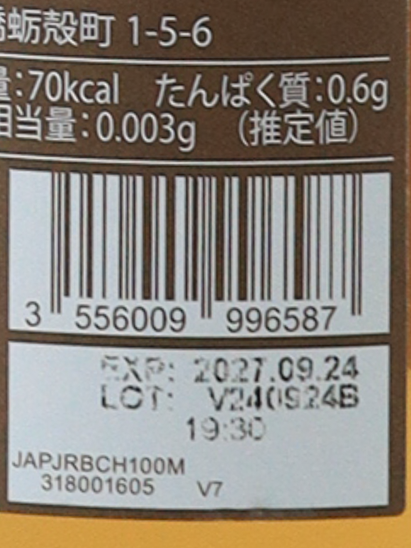 蛎殻町 1-5-6
量:70kcal たんぱく質:0.6g
相当量:0.003g (推定値)
3 556009 996587
EXP: 2027.09.24
LOT: V240924B
19:30
JAPJRBCH100M
318001605 V7